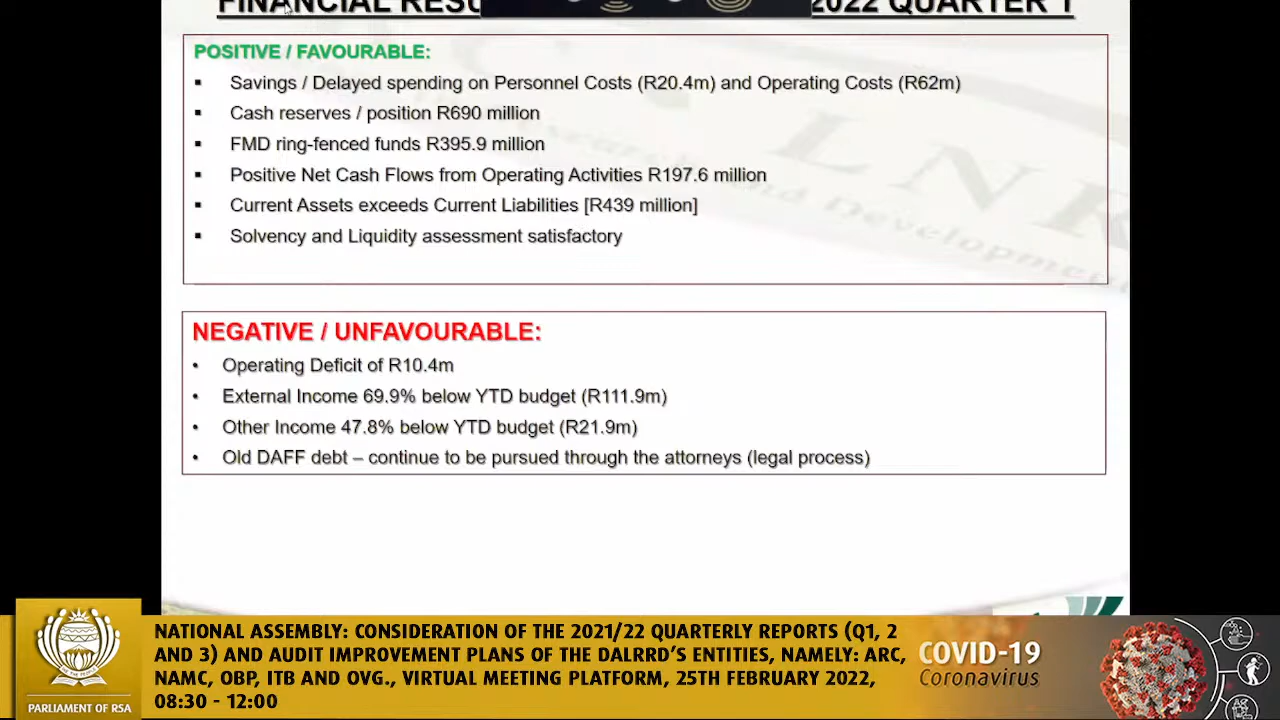 FINANCIAL 2022 QUARTER 1
POSITIVE / FAVOURABLE:
▪ Savings / Delayed spending on Personnel Costs (R20.4m) and Operating Costs (R62m)
▪ Cash reserves / position R690 million
▪ FMD ring-fenced funds R395.9 million
▪ Positive Net Cash Flows from Operating Activities R197.6 million
▪ Current Assets exceeds Current Liabilities [R439 million]
▪ Solvency and Liquidity assessment satisfactory
NEGATIVE / UNFAVOURABLE:
• Operating Deficit of R10.4m
• External Income 69.9% below YTD budget (R111.9m)
• Other Income 47.8% below YTD budget (R21.9m)
• Old DAFF debt – continue to be pursued through the attorneys (legal process)
PARLIAMENT OF RSA
NATIONAL ASSEMBLY: CONSIDERATION OF THE 2021/22 QUARTERLY REPORTS (Q1, 2
AND 3) AND AUDIT IMPROVEMENT PLANS OF THE DALRRD'S ENTITIES, NAMELY: ARC,
NAMC, OBP, ITB AND OVG., VIRTUAL MEETING PLATFORM, 25TH FEBRUARY 2022,
08:30 - 12:00
COVID-19
Coronavirus